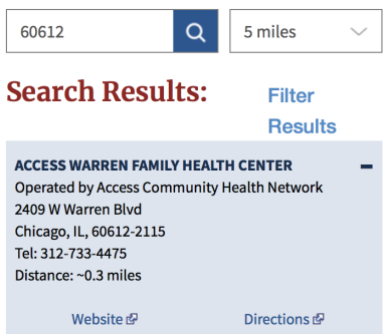 60612
5 miles
Search Results:
Filter
Results
ACCESS WARREN FAMILY HEALTH CENTER
Operated by Access Community Health Network
2409 W Warren Blvd
Chicago, IL, 60612-2115
Tel: 312-733-4475
Distance: ~0.3 miles
Website
Directions